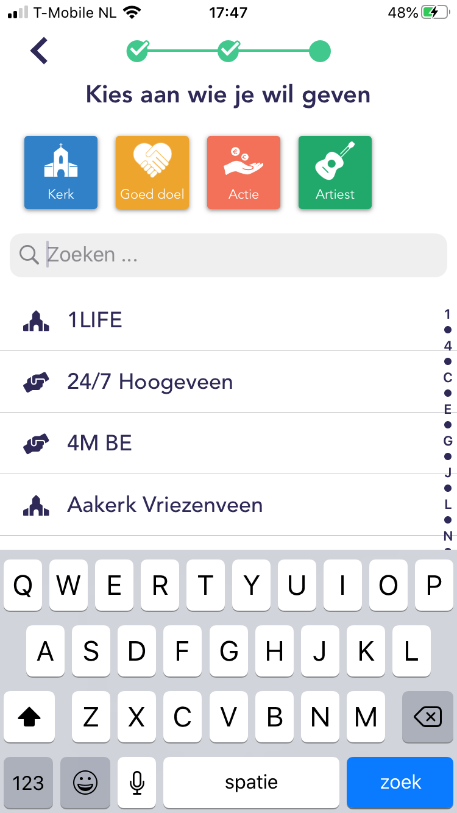 T-Mobile NL 17:47 48%
Kies aan wie je wil geven
Kerk Goed doel Actie Artiest
Zoeken ...
1LIFE
24/7 Hoogeveen
4M BE
Aakerk Vriezenveen
1
4
C
E
G
J
L
N
Q W E R T Y U I O P
A S D F G H J K L
Z X C V B N M
123 spatie zoek